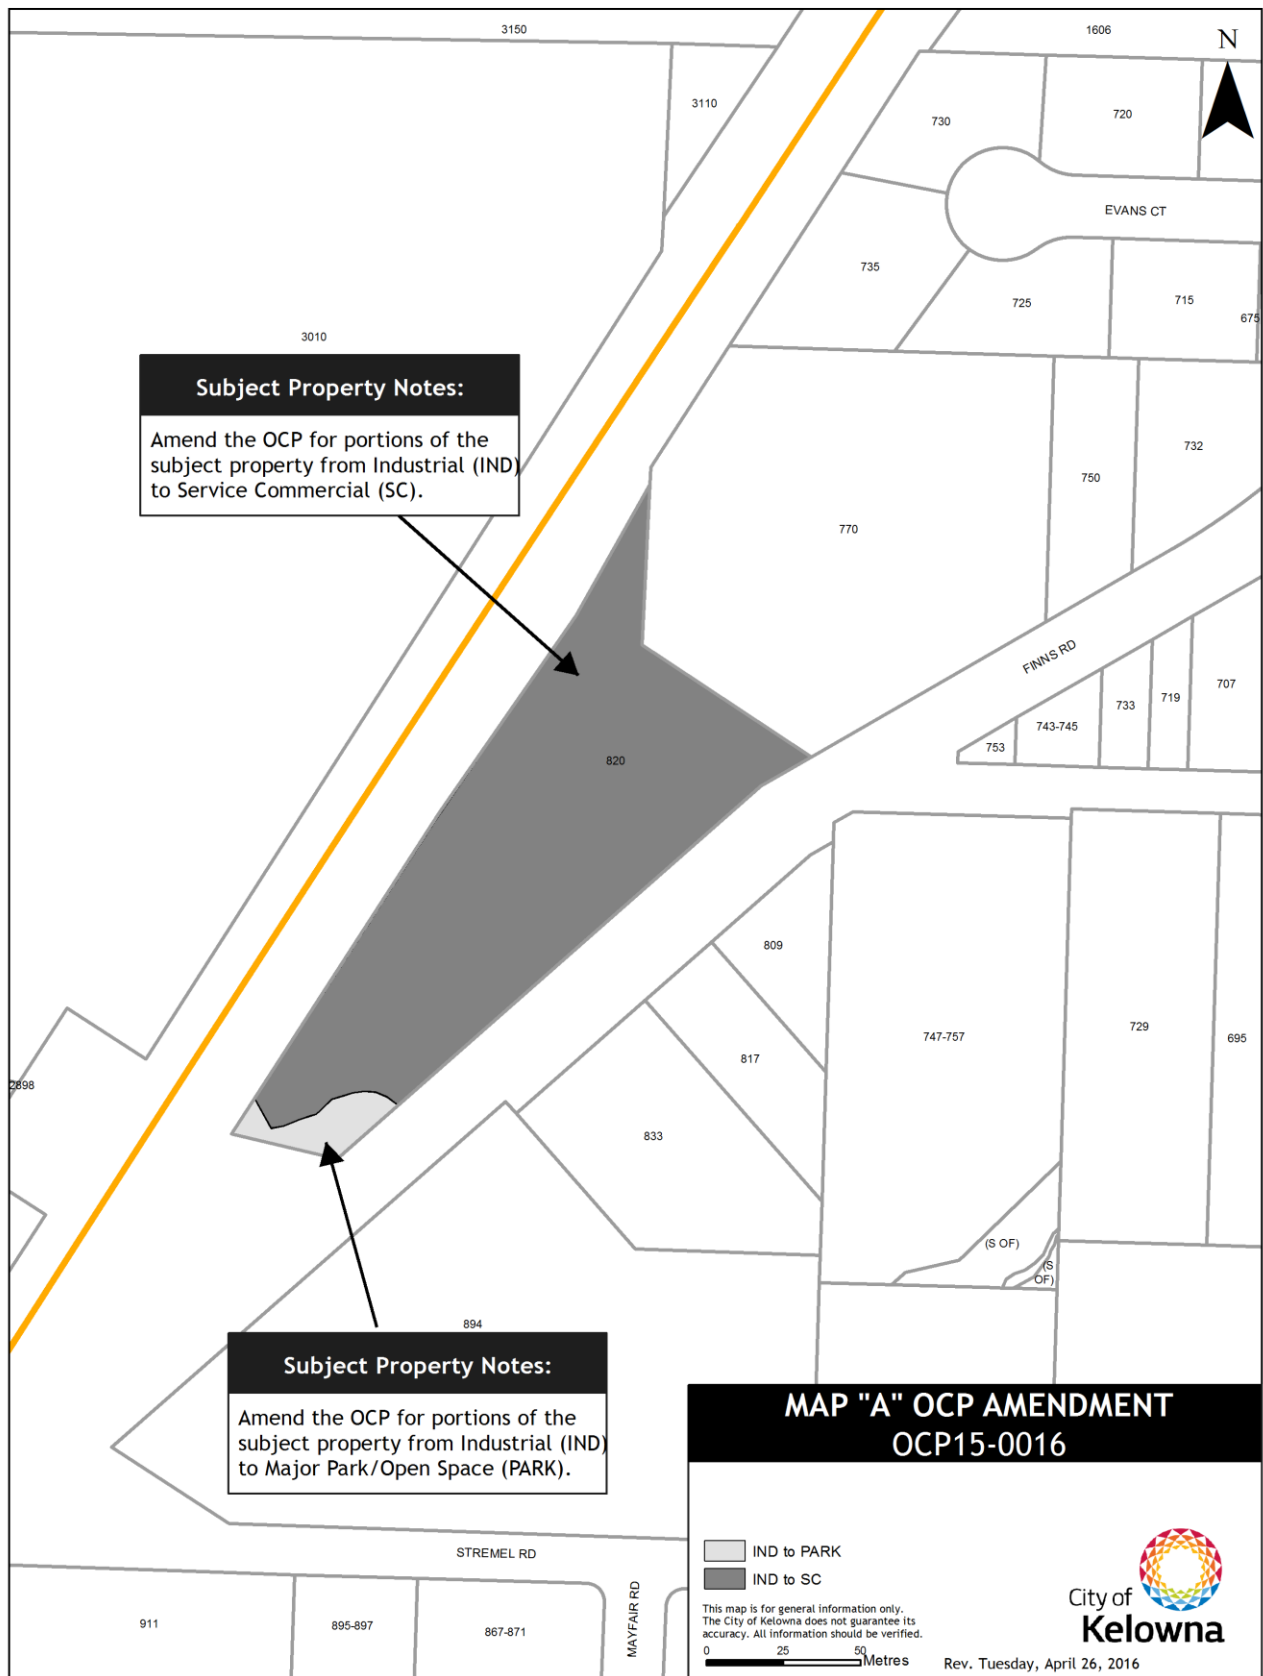 3150
1606
N
3110
730
720
EVANS CT
735
725
715
675
3010
Subject Property Notes:
Amend the OCP for portions of the
subject property from Industrial (IND)
to Service Commercial (SC).
732
750
770
FINNS RD
707
719
733
743-745
753
820
809
747-757
729
695
817
2898
833
(S OF)
(S
OF)
894
Subject Property Notes:
Amend the OCP for portions of the
subject property from Industrial (IND)
to Major Park/Open Space (PARK).
MAP "A" OCP AMENDMENT
OCP15-0016
STREMEL RD
MAYFAIR RD
911
895-897
867-871
IND to PARK
IND to SC
This map is for general information only.
The City of Kelowna does not guarantee its
accuracy. All information should be verified.
0 25 50 Metres
City of
Kelowna
Rev. Tuesday, April 26, 2016